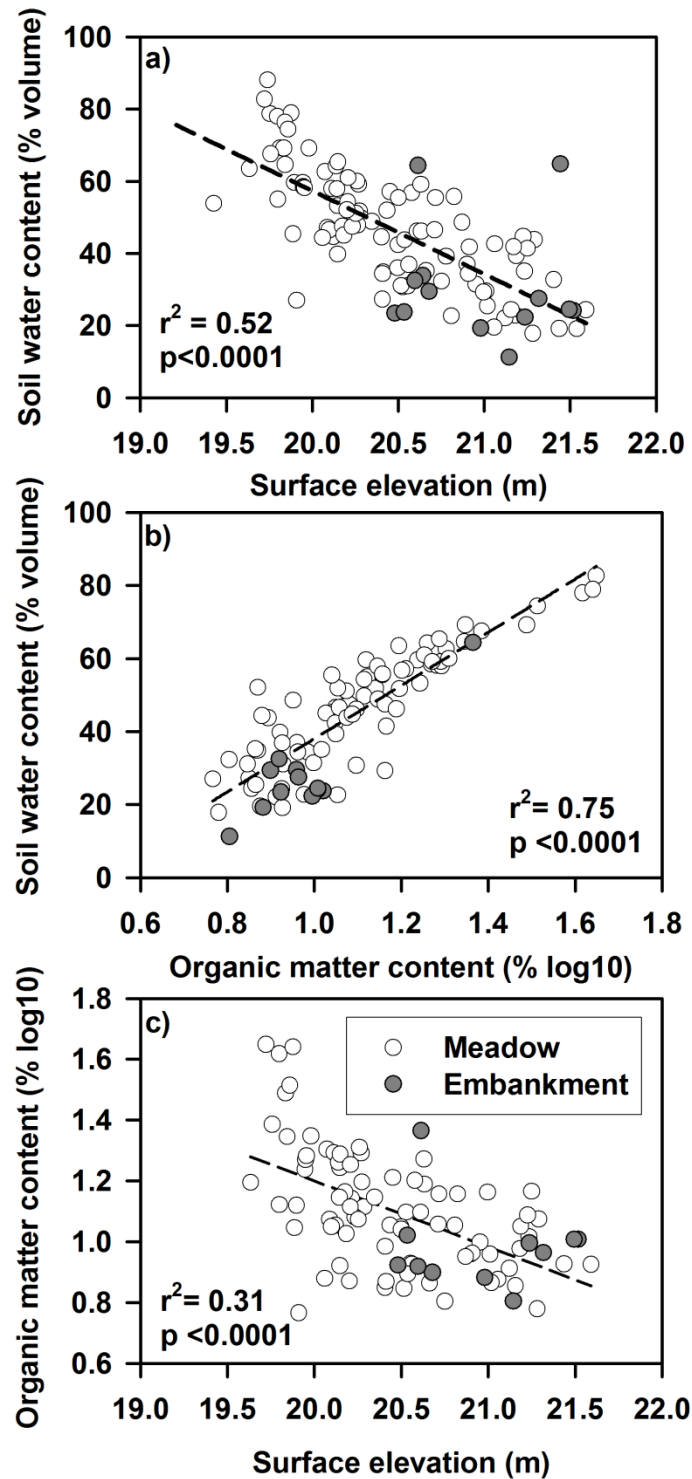 a)
Soil water content (% volume)
100
80
60
40
20
0
r² = 0.52
p<0.0001
19.0 19.5 20.0 20.5 21.0 21.5 22.0
Surface elevation (m)
b)
Soil water content (% volume)
100
80
60
40
20
0
r²= 0.75
p <0.0001
0.6 0.8 1.0 1.2 1.4 1.6 1.8
Organic matter content (% log10)
c)
Organic matter content (% log10)
1.8
1.6
1.4
1.2
1.0
0.8
0.6
Meadow
Embankment
r²= 0.31
p <0.0001
19.0 19.5 20.0 20.5 21.0 21.5 22.0
Surface elevation (m)